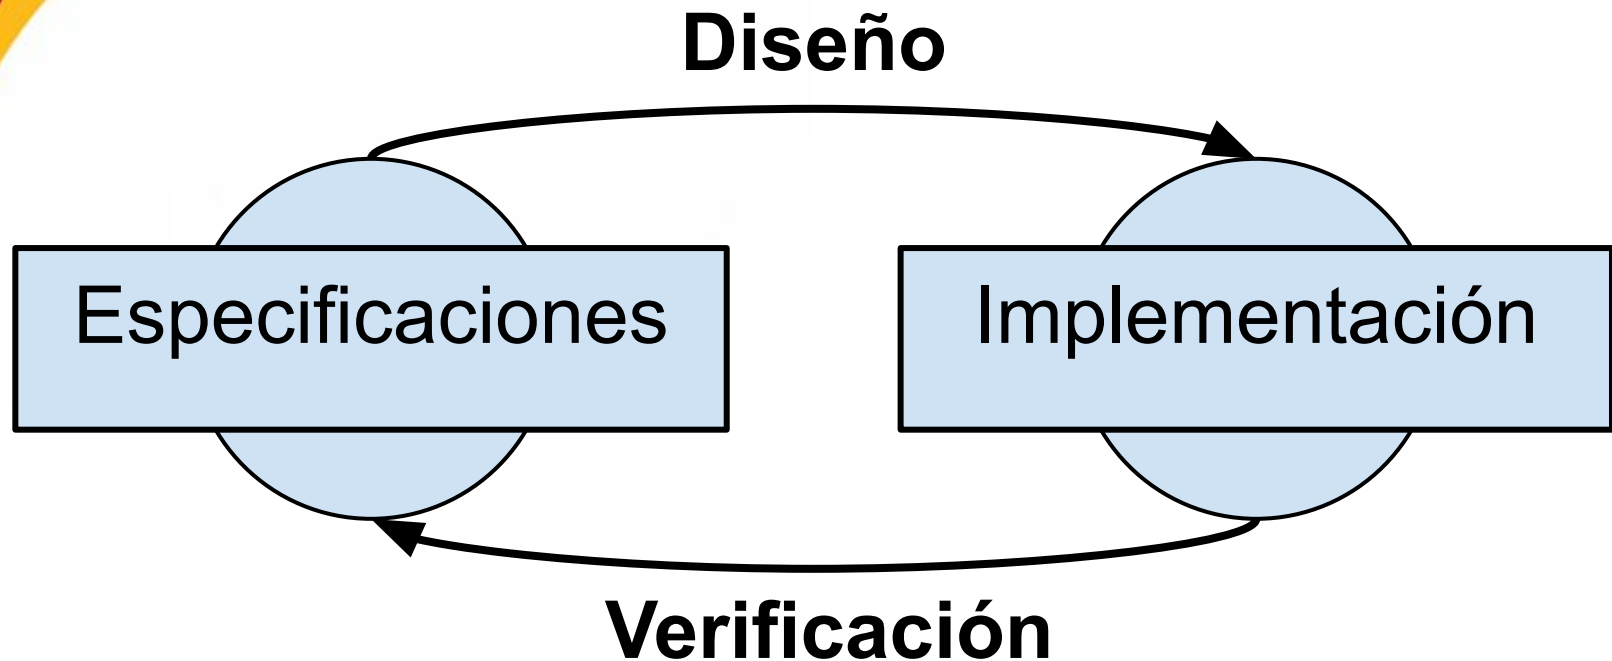 Diseño
Especificaciones
Implementación
Verificación